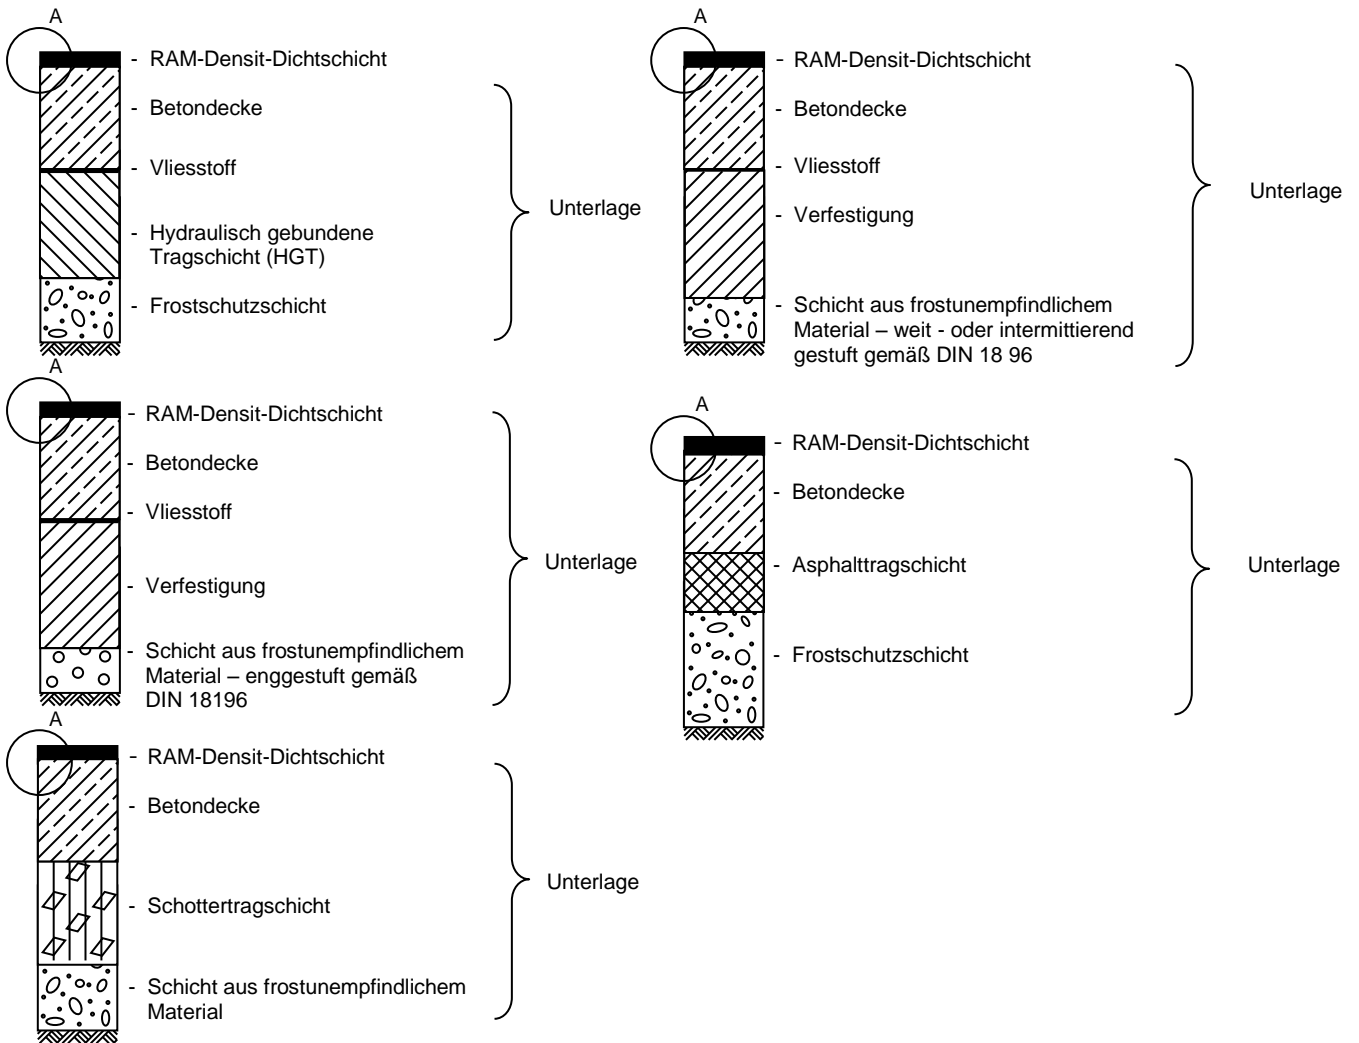 A
- RAM-Densit-Dichtschicht
- Betondecke
- Vliesstoff
- Hydraulisch gebundene
Tragschicht (HGT)
- Frostschutzschicht
Unterlage
A
- RAM-Densit-Dichtschicht
- Betondecke
- Vliesstoff
- Verfestigung
- Schicht aus frostunempfindlichem
Material – weit - oder intermittierend
gestuft gemäß DIN 18 96
Unterlage
A
- RAM-Densit-Dichtschicht
- Betondecke
- Vliesstoff
- Verfestigung
- Schicht aus frostunempfindlichem
Material – enggestuft gemäß
DIN 18196
Unterlage
A
- RAM-Densit-Dichtschicht
- Betondecke
- Asphalttragschicht
- Frostschutzschicht
Unterlage
A
- RAM-Densit-Dichtschicht
- Betondecke
- Schottertragschicht
- Schicht aus frostunempfindlichem
Material
Unterlage